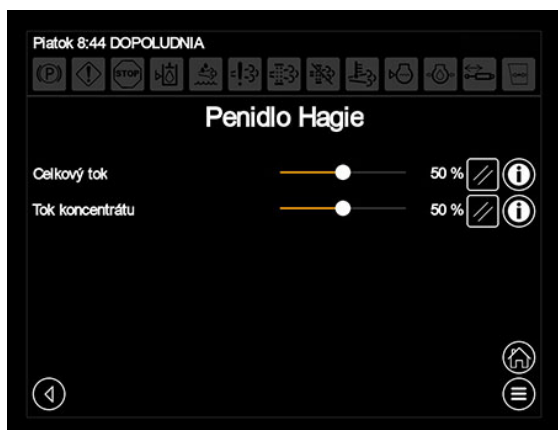 Piatok 8:44 DOPOLUDNIA
(P)
STOP
Penidlo Hagie
Celkový tok 50 %
Tok koncentrátu 50 %